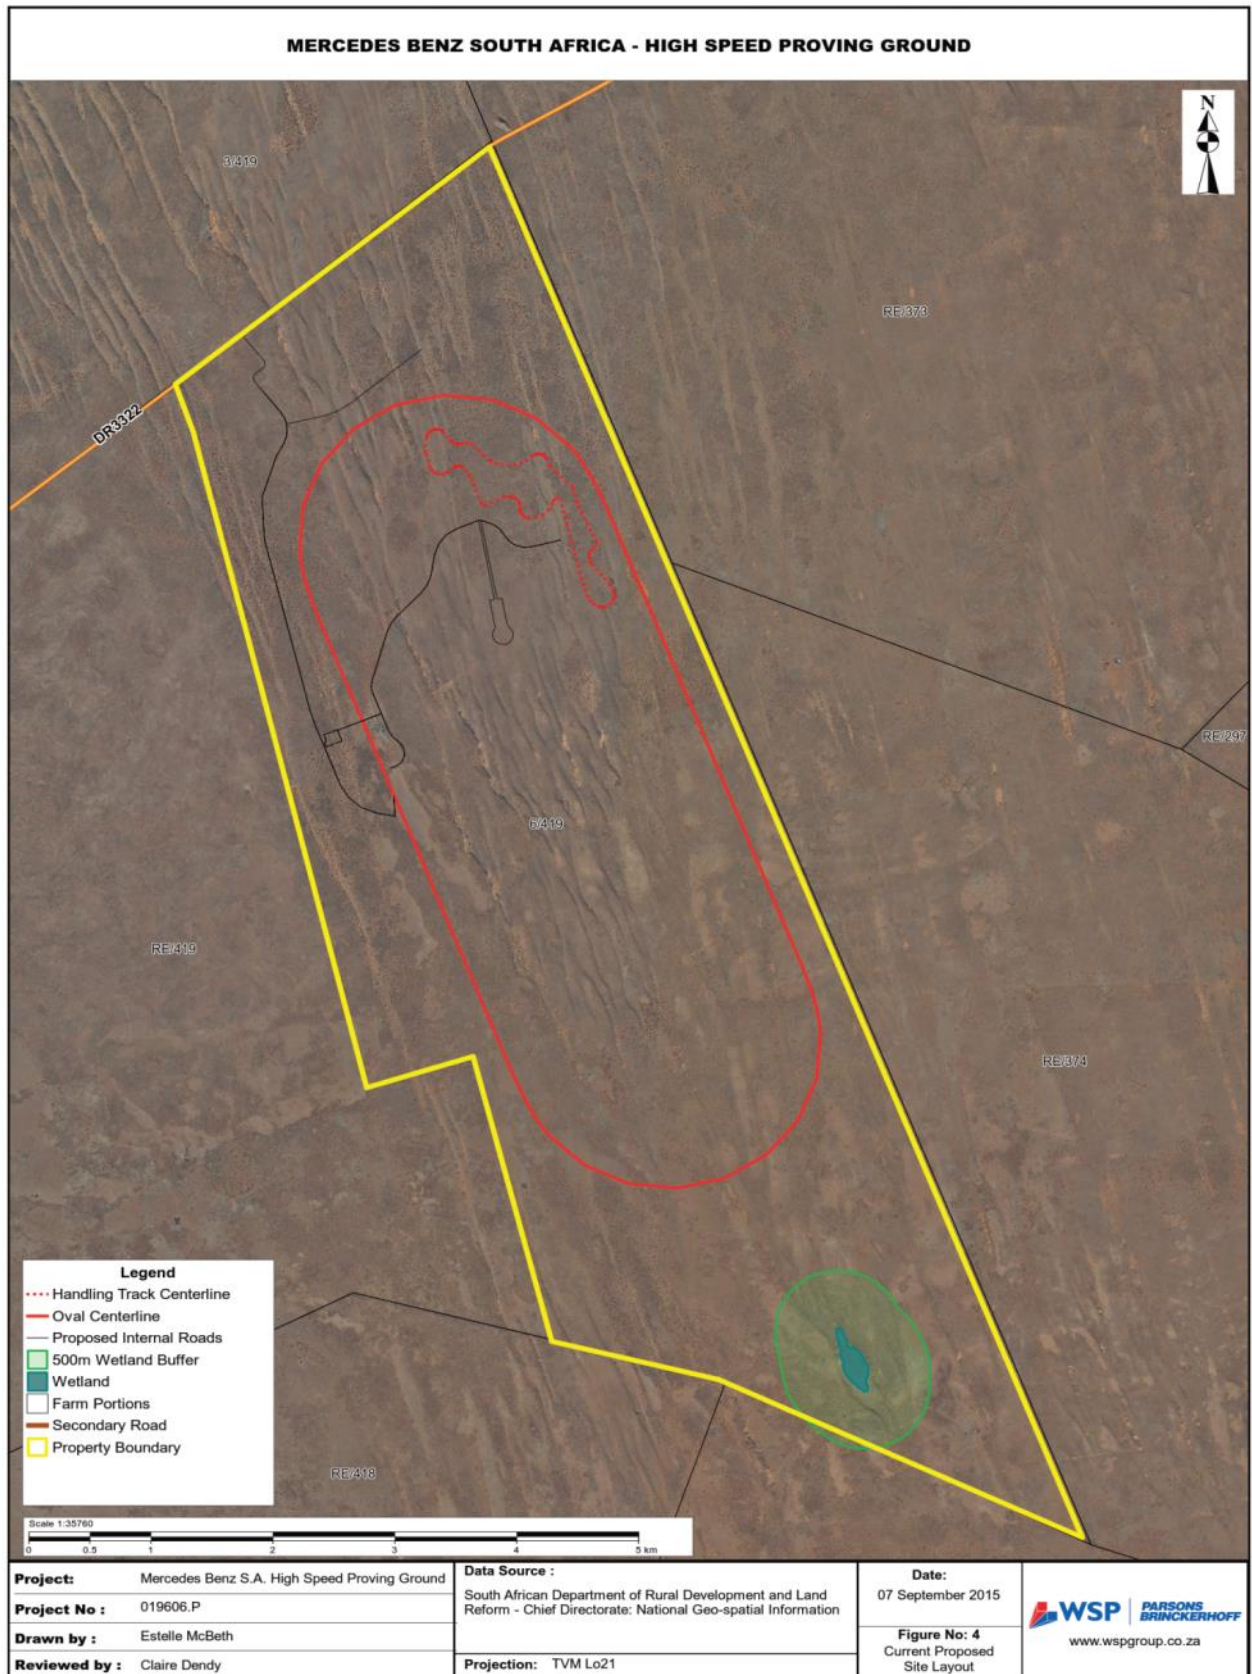 MERCEDES BENZ SOUTH AFRICA - HIGH SPEED PROVING GROUND
N
3/419
RE/373
DR3322
RE/297
6/419
RE/419
RE/374
RE/418
Legend
Handling Track Centerline
Oval Centerline
Proposed Internal Roads
500m Wetland Buffer
Wetland
Farm Portions
Secondary Road
Property Boundary
Scale 1:35760
0 0.5 1 2 3 4 5 km
Project: Mercedes Benz S.A. High Speed Proving Ground
Project No : 019606.P
Drawn by : Estelle McBeth
Reviewed by : Claire Dendy
Data Source :
South African Department of Rural Development and Land
Reform - Chief Directorate: National Geo-spatial Information
Projection: TVM Lo21
Date:
07 September 2015
Figure No: 4
Current Proposed
Site Layout
WSP PARSONS
BRINCKERHOFF
www.wspgroup.co.za